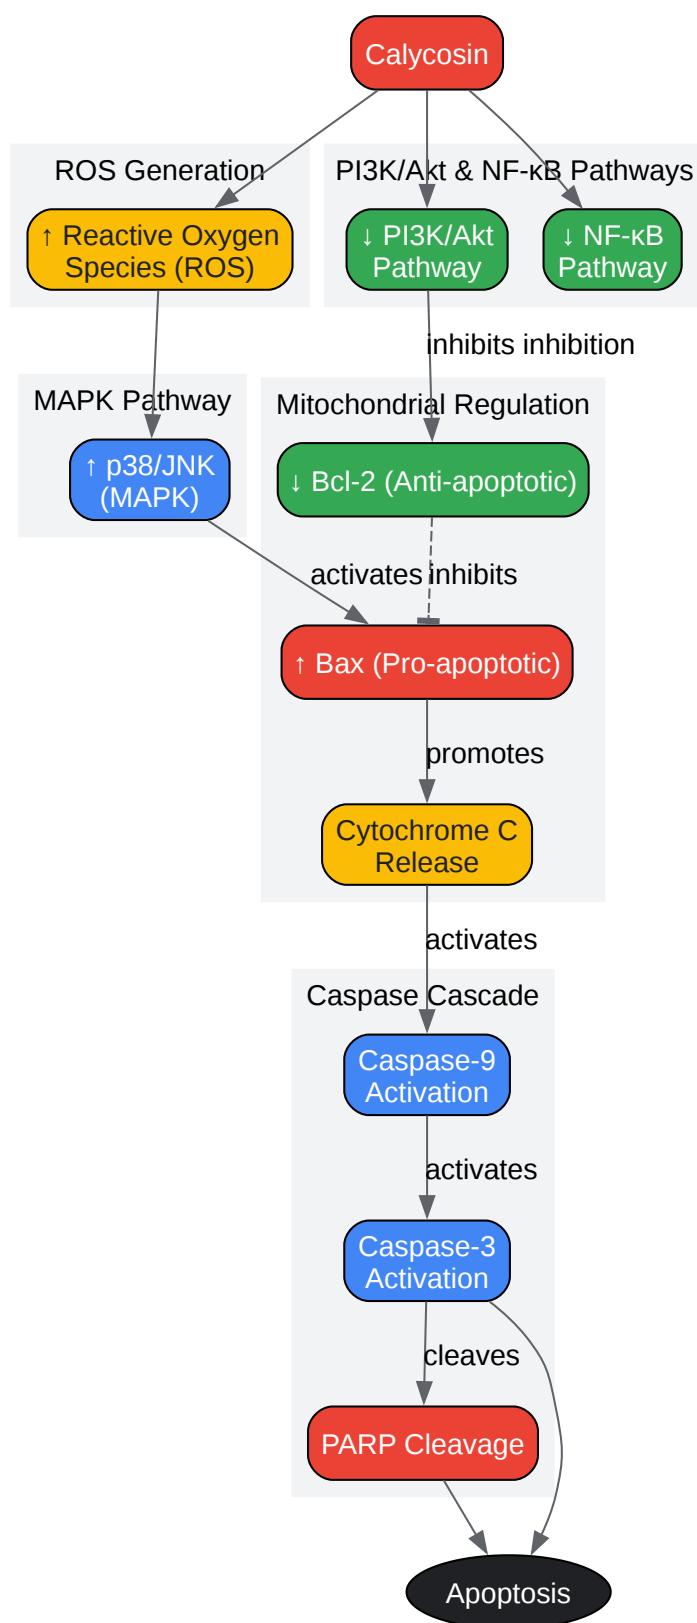 Calycosin
ROS Generation
PI3K/Akt & NF-κB Pathways
↑ Reactive Oxygen
Species (ROS)
↓ PI3K/Akt
Pathway
↓ NF-κB
Pathway
inhibits inhibition
MAPK Pathway
Mitochondrial Regulation
↑ p38/JNK
(MAPK)
↓ Bcl-2 (Anti-apoptotic)
activates
inhibits
↑ Bax (Pro-apoptotic)
promotes
Cytochrome C
Release
activates
Caspase Cascade
Caspase-9
Activation
activates
Caspase-3
Activation
cleaves
PARP Cleavage
Apoptosis